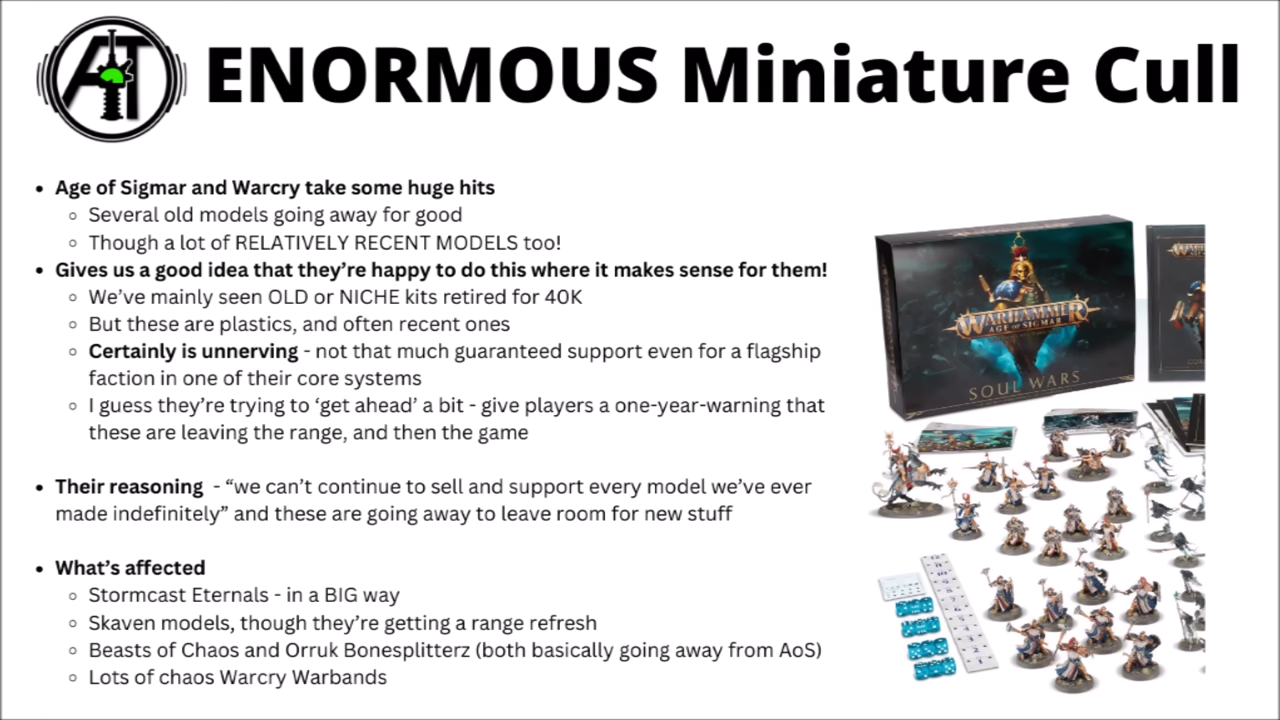 AT
ENORMOUS Miniature Cull
• Age of Sigmar and Warcry take some huge hits
◦ Several old models going away for good
◦ Though a lot of RELATIVELY RECENT MODELS too!
• Gives us a good idea that they’re happy to do this where it makes sense for them!
◦ We’ve mainly seen OLD or NICHE kits retired for 40K
◦ But these are plastics, and often recent ones
◦ Certainly is unnerving - not that much guaranteed support even for a flagship
faction in one of their core systems
◦ I guess they’re trying to ‘get ahead’ a bit - give players a one-year-warning that
these are leaving the range, and then the game
• Their reasoning - “we can’t continue to sell and support every model we’ve ever
made indefinitely” and these are going away to leave room for new stuff
• What’s affected
◦ Stormcast Eternals - in a BIG way
◦ Skaven models, though they’re getting a range refresh
◦ Beasts of Chaos and Orruk Bonesplitterz (both basically going away from AoS)
◦ Lots of chaos Warcry Warbands
WARHAMMER
AGE OF SIGMAR
SOUL WARS